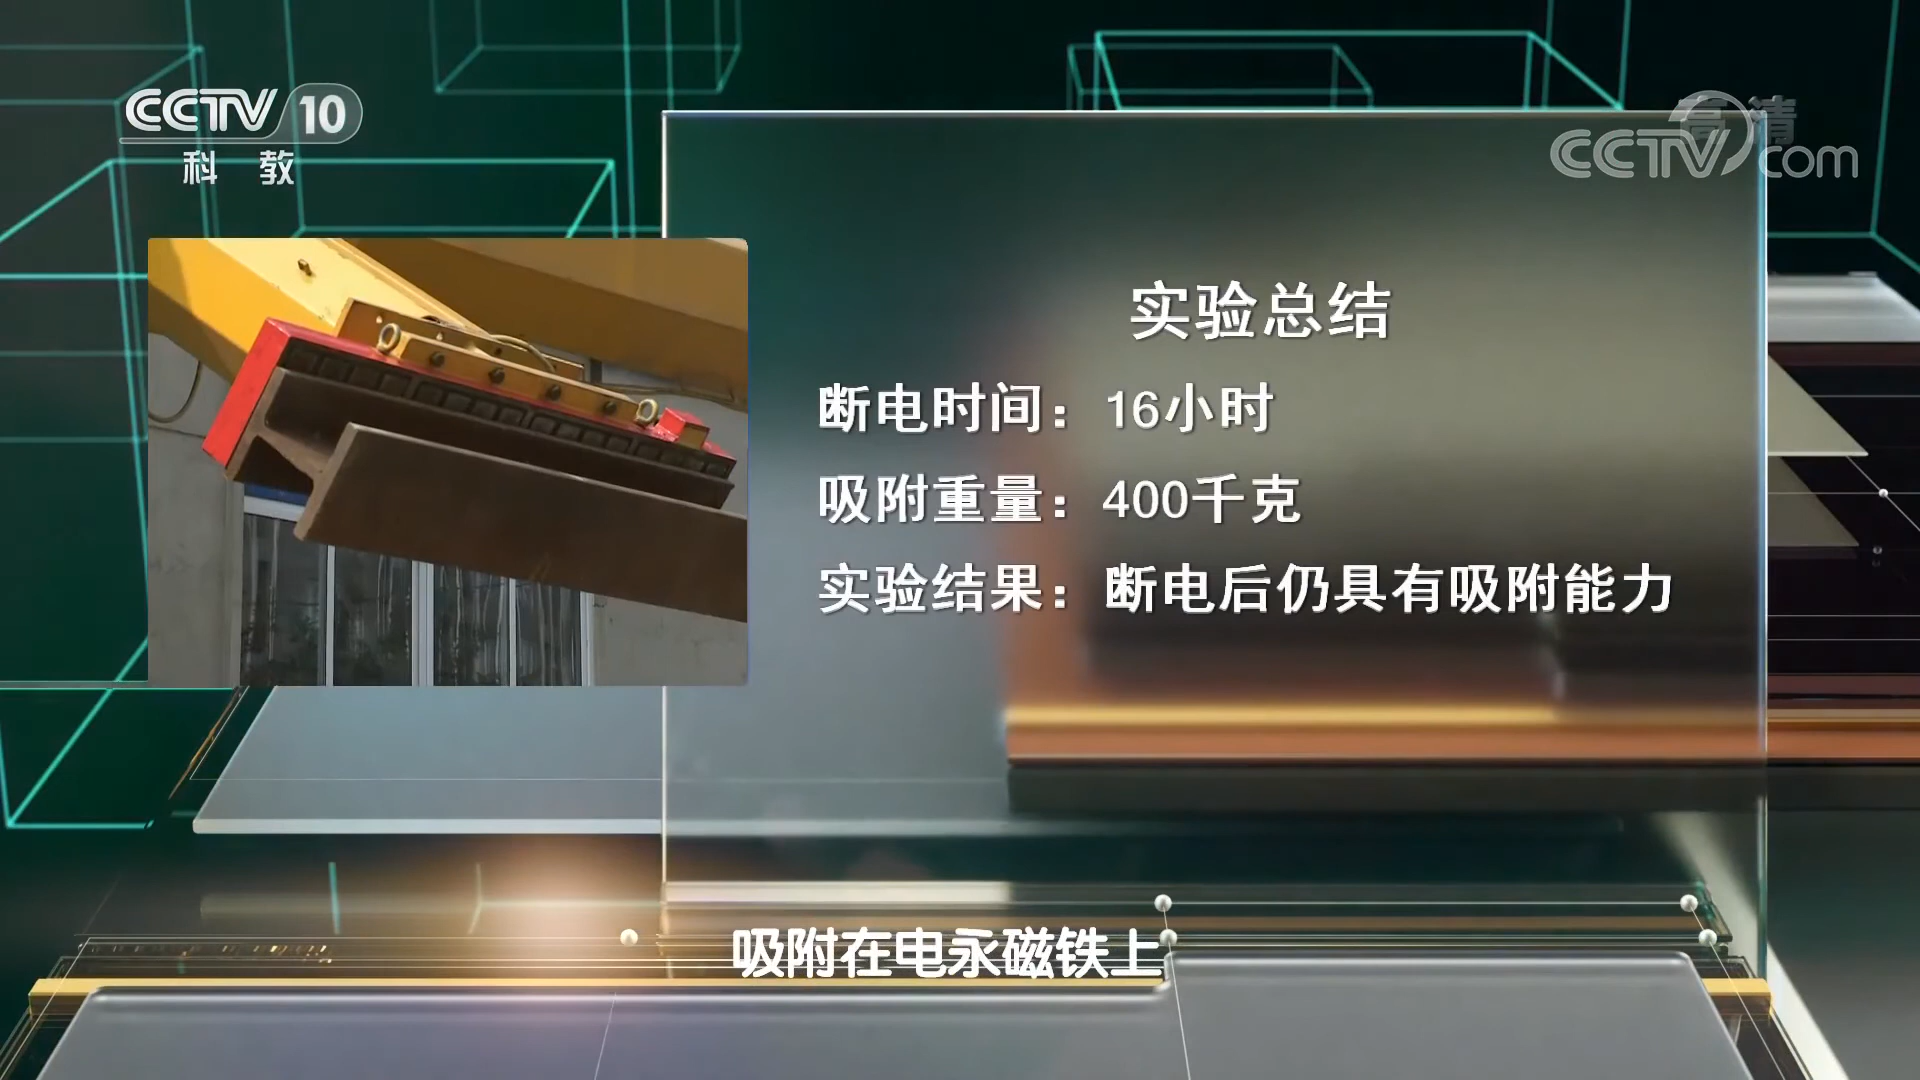 CCTV 10
科 教
高清
CCTV com
实验总结
断电时间：16小时
吸附重量：400千克
实验结果：断电后仍具有吸附能力
吸附在电永磁铁上